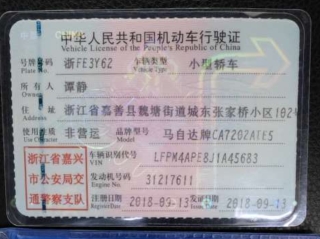 中华人民共和国机动车行驶证
Vehicle License of the People's Republic of China
号牌号码 浙FE3Y62 车辆类型 小型轿车
Plate No. Vehicle Type
所有人 谭静
Owner
住址 浙江省嘉善县魏塘街道城东张家桥小区
Address
使用性质 非营运 品牌型号 马自达牌CA7202ATE5
Use Character Model
浙江省嘉兴
市公安局交
通警察支队
车辆识别代号 LFPM4APE8J1A45683
VIN
发动机号码 31217611
Engine No.
注册日期 2018-09-13 发证日期 2018-09-13
Register Date Issue Date